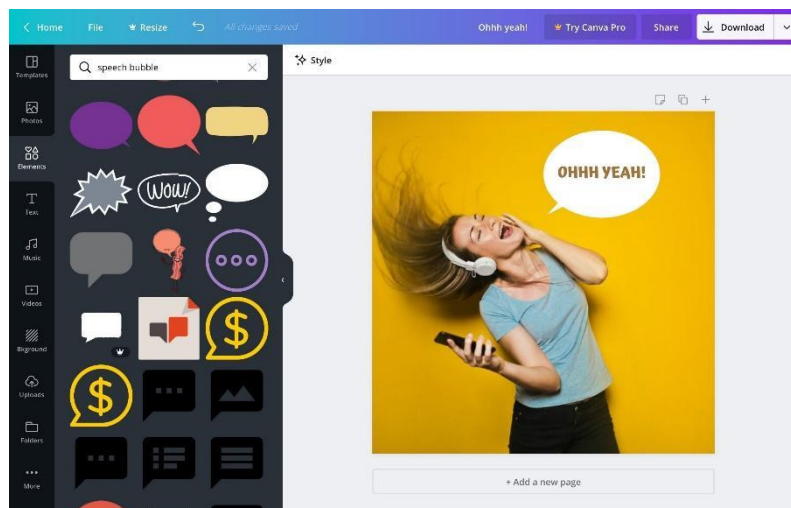 Home File Resize All changes saved Ohhh yeah! Try Canva Pro Share Download
Templates
Photos
Elements
Text
Music
Videos
Bkground
Uploads
Folders
More
speech bubble
WOW!
$
$
Style
OHHH YEAH!
+ Add a new page